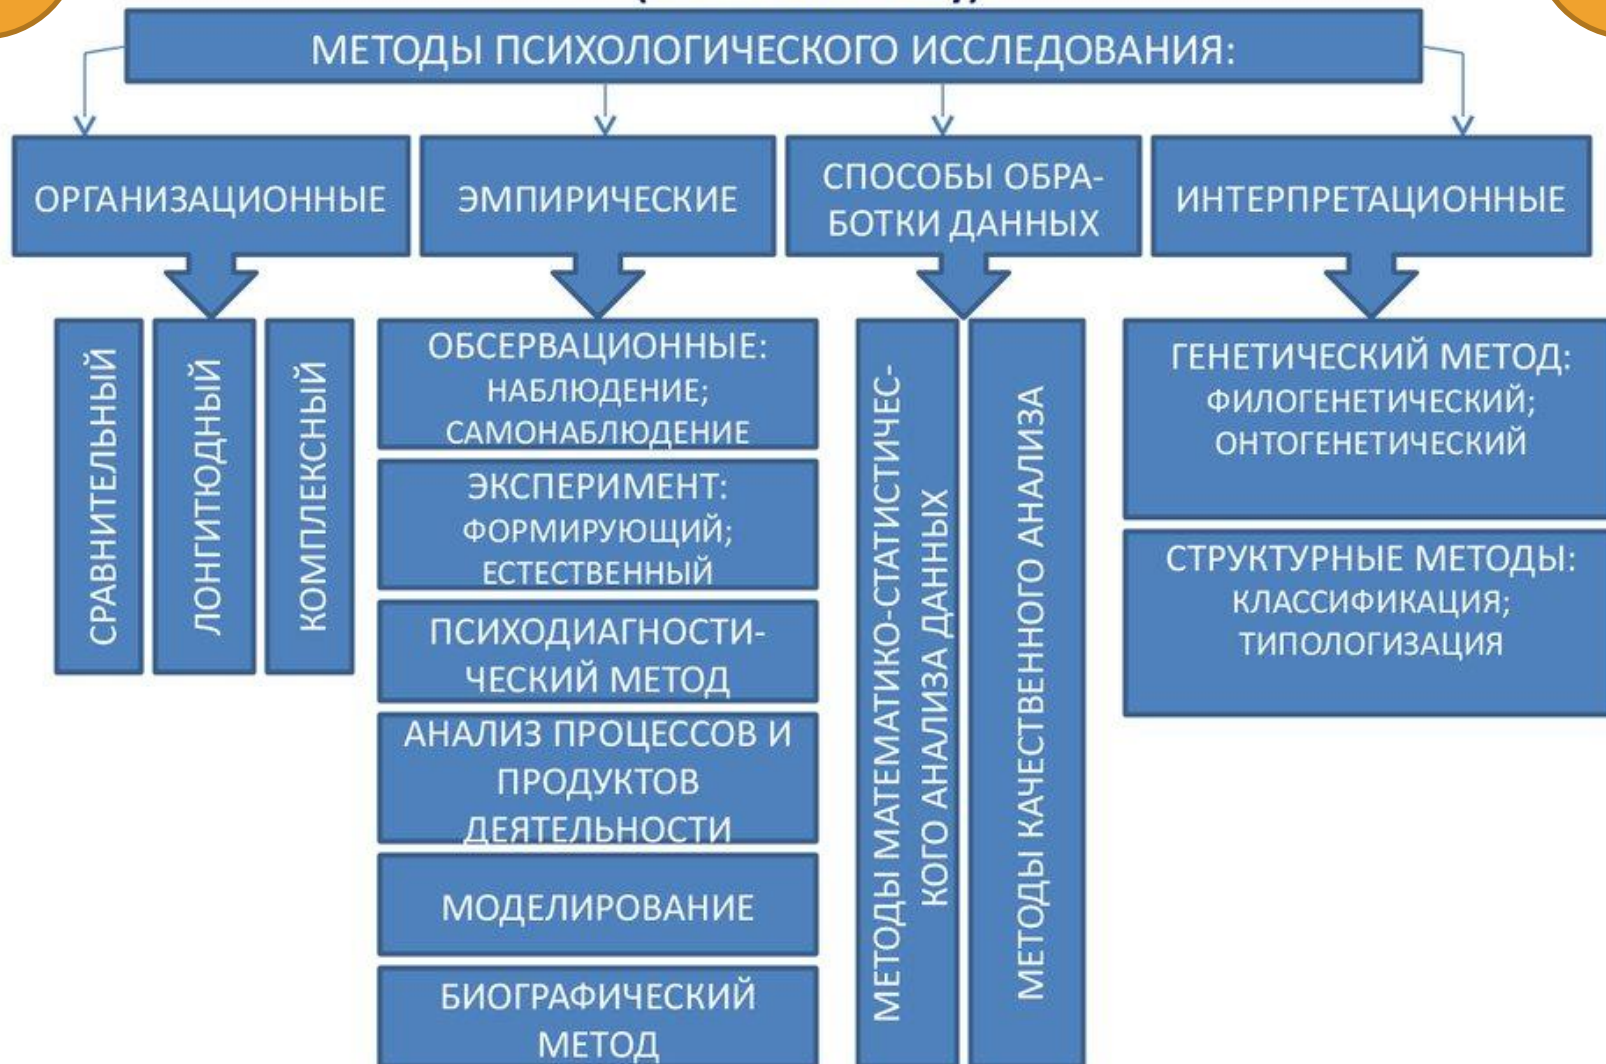 МЕТОДЫ ПСИХОЛОГИЧЕСКОГО ИССЛЕДОВАНИЯ:
ОРГАНИЗАЦИОННЫЕ
ЭМПИРИЧЕСКИЕ
СПОСОБЫ ОБРА-
БОТКИ ДАННЫХ
ИНТЕРПРЕТАЦИОННЫЕ
СРАВНИТЕЛЬНЫЙ
ЛОНГИТЮДНЫЙ
КОМПЛЕКСНЫЙ
ОБСЕРВАЦИОННЫЕ:
НАБЛЮДЕНИЕ;
САМОНАБЛЮДЕНИЕ
ЭКСПЕРИМЕНТ:
ФОРМИРУЮЩИЙ;
ЕСТЕСТВЕННЫЙ
ПСИХОДИАГНОСТИ-
ЧЕСКИЙ МЕТОД
АНАЛИЗ ПРОЦЕССОВ И
ПРОДУКТОВ
ДЕЯТЕЛЬНОСТИ
МОДЕЛИРОВАНИЕ
БИОГРАФИЧЕСКИЙ
МЕТОД
МЕТОДЫ МАТЕМАТИКО-СТАТИСТИЧЕС-
КОГО АНАЛИЗА ДАННЫХ
МЕТОДЫ КАЧЕСТВЕННОГО АНАЛИЗА
ГЕНЕТИЧЕСКИЙ МЕТОД:
ФИЛОГЕНЕТИЧЕСКИЙ;
ОНТОГЕНЕТИЧЕСКИЙ
СТРУКТУРНЫЕ МЕТОДЫ:
КЛАССИФИКАЦИЯ;
ТИПОЛОГИЗАЦИЯ